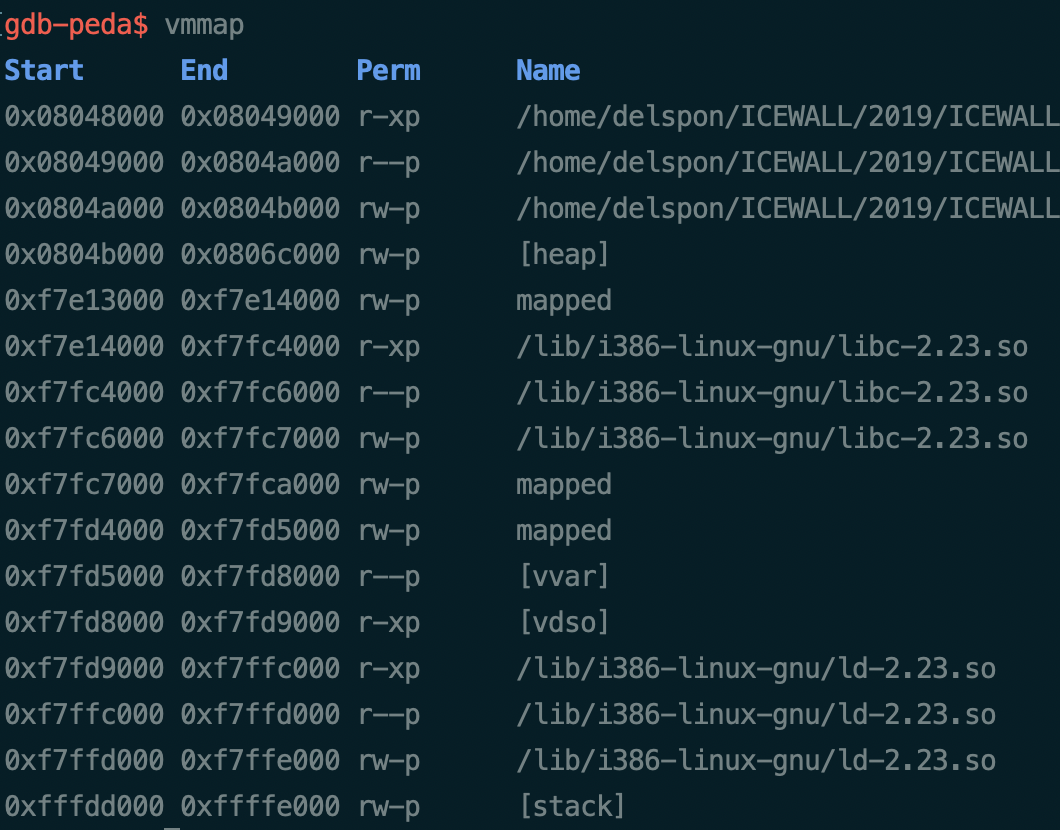 gdb-peda$ vmmap
Start End Perm Name
0x08048000 0x08049000 r-xp /home/delspon/ICEWALL/2019/ICEWALL
0x08049000 0x0804a000 r--p /home/delspon/ICEWALL/2019/ICEWALL
0x0804a000 0x0804b000 rw-p /home/delspon/ICEWALL/2019/ICEWALL
0x0804b000 0x0806c000 rw-p [heap]
0xf7e13000 0xf7e14000 rw-p mapped
0xf7e14000 0xf7fc4000 r-xp /lib/i386-linux-gnu/libc-2.23.so
0xf7fc4000 0xf7fc6000 r--p /lib/i386-linux-gnu/libc-2.23.so
0xf7fc6000 0xf7fc7000 rw-p /lib/i386-linux-gnu/libc-2.23.so
0xf7fc7000 0xf7fca000 rw-p mapped
0xf7fd4000 0xf7fd5000 rw-p mapped
0xf7fd5000 0xf7fd8000 r--p [vvar]
0xf7fd8000 0xf7fd9000 r-xp [vdso]
0xf7fd9000 0xf7ffc000 r-xp /lib/i386-linux-gnu/ld-2.23.so
0xf7ffc000 0xf7ffd000 r--p /lib/i386-linux-gnu/ld-2.23.so
0xf7ffd000 0xf7ffe000 rw-p /lib/i386-linux-gnu/ld-2.23.so
0xfffdd000 0xffffe000 rw-p [stack]